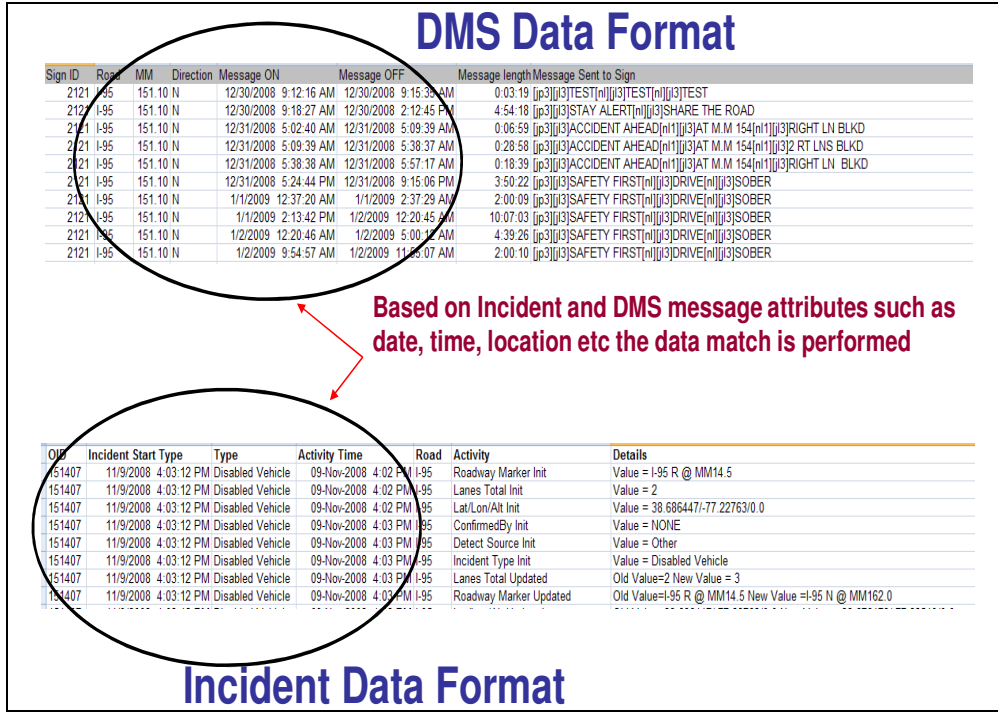 DMS Data Format
Sign ID Road MM Direction Message ON Message OFF Message length Message Sent to Sign
2121 I-95 151.10 N 12/30/2008 9:12:16 AM 12/30/2008 9:15:35 AM 0:03:19 [jp3][jl3]TEST[nl][jl3]TEST[nl][jl3]TEST
2121 I-95 151.10 N 12/30/2008 9:18:27 AM 12/30/2008 2:12:45 PM 4:54:18 [jp3][jl3]STAY ALERT[nl][jl3]SHARE THE ROAD
2121 I-95 151.10 N 12/31/2008 5:02:40 AM 12/31/2008 5:09:39 AM 0:06:59 [jp3][jl3]ACCIDENT AHEAD[nl1][jl3]AT M.M 154[nl1][jl3]RIGHT LN BLKD
2121 I-95 151.10 N 12/31/2008 5:09:39 AM 12/31/2008 5:38:37 AM 0:28:58 [jp3][jl3]ACCIDENT AHEAD[nl1][jl3]AT M.M 154[nl1][jl3]2 RT LNS BLKD
2121 I-95 151.10 N 12/31/2008 5:38:38 AM 12/31/2008 5:57:17 AM 0:18:39 [jp3][jl3]ACCIDENT AHEAD[nl1][jl3]AT M.M 154[nl1][jl3]RIGHT LN BLKD
2121 I-95 151.10 N 12/31/2008 5:24:44 PM 12/31/2008 9:15:06 PM 3:50:22 [jp3][jl3]SAFETY FIRST[nl][jl3]DRIVE[nl][jl3]SOBER
2121 I-95 151.10 N 1/1/2009 12:37:20 AM 1/1/2009 2:37:29 AM 2:00:09 [jp3][jl3]SAFETY FIRST[nl][jl3]DRIVE[nl][jl3]SOBER
2121 I-95 151.10 N 1/1/2009 2:13:42 PM 1/2/2009 12:20:45 AM 10:07:03 [jp3][jl3]SAFETY FIRST[nl][jl3]DRIVE[nl][jl3]SOBER
2121 I-95 151.10 N 1/2/2009 12:20:46 AM 1/2/2009 5:00:12 AM 4:39:26 [jp3][jl3]SAFETY FIRST[nl][jl3]DRIVE[nl][jl3]SOBER
2121 I-95 151.10 N 1/2/2009 9:54:57 AM 1/2/2009 11:55:07 AM 2:00:10 [jp3][jl3]SAFETY FIRST[nl][jl3]DRIVE[nl][jl3]SOBER
Based on Incident and DMS message attributes such as
date, time, location etc the data match is performed
OID Incident Start Type Type Activity Time Road Activity Details
151407 11/9/2008 4:03:12 PM Disabled Vehicle 09-Nov-2008 4:02 PM I-95 Roadway Marker Init Value = I-95 R @ MM14.5
151407 11/9/2008 4:03:12 PM Disabled Vehicle 09-Nov-2008 4:02 PM I-95 Lanes Total Init Value = 2
151407 11/9/2008 4:03:12 PM Disabled Vehicle 09-Nov-2008 4:02 PM I-95 Lat/Lon/Alt Init Value = 38.686447/-77.22763/0.0
151407 11/9/2008 4:03:12 PM Disabled Vehicle 09-Nov-2008 4:03 PM I-95 ConfirmedBy Init Value = NONE
151407 11/9/2008 4:03:12 PM Disabled Vehicle 09-Nov-2008 4:03 PM I-95 Detect Source Init Value = Other
151407 11/9/2008 4:03:12 PM Disabled Vehicle 09-Nov-2008 4:03 PM I-95 Incident Type Init Value = Disabled Vehicle
151407 11/9/2008 4:03:12 PM Disabled Vehicle 09-Nov-2008 4:03 PM I-95 Lanes Total Updated Old Value=2 New Value = 3
151407 11/9/2008 4:03:12 PM Disabled Vehicle 09-Nov-2008 4:03 PM I-95 Roadway Marker Updated Old Value=I-95 R @ MM14.5 New Value =I-95 N @ MM162.0
Incident Data Format